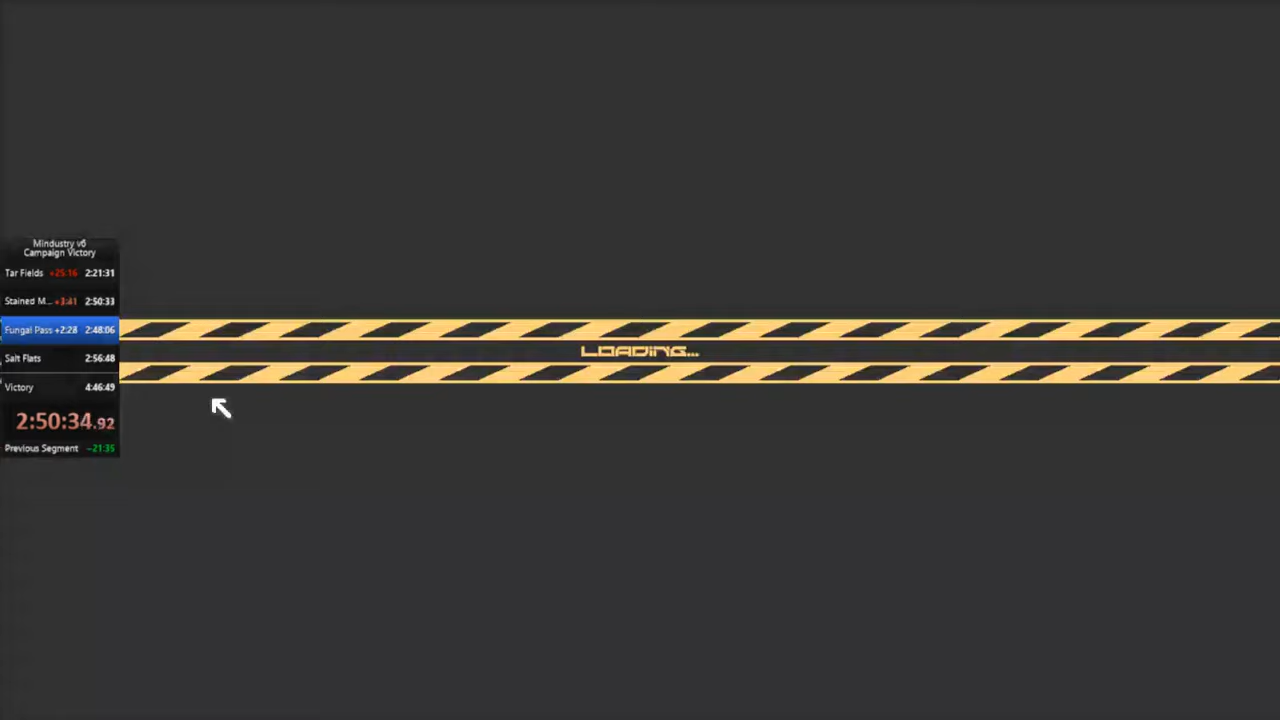 Mindustry v6
Campaign Victory
Tar Fields +25:16 2:21:31
Stained M... +3:41 2:50:33
Fungal Pass +2:28 2:48:06
Salt Flats 2:56:48
Victory 4:46:49
2:50:34.92
Previous Segment -21:35
LOADING...